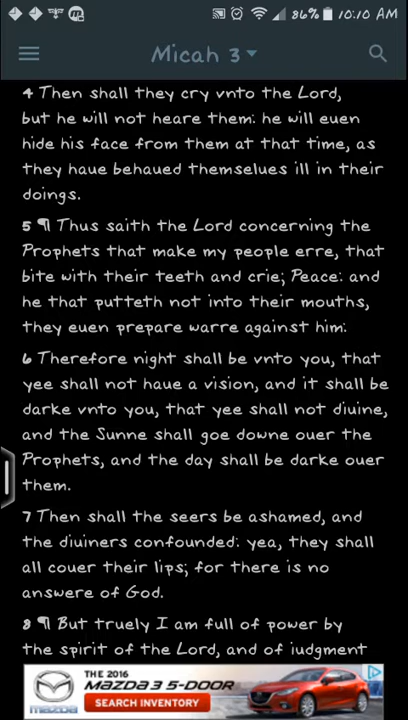 86% 10:10 AM
Micah 3
4 Then shall they cry vnto the Lord,
but he will not heare them: he will euen
hide his face from them at that time, as
they haue behaued themselues ill in their
doings.
5 ¶ Thus saith the Lord concerning the
Prophets that make my people erre, that
bite with their teeth and crie; Peace: and
he that putteth not into their mouths,
they euen prepare warre against him:
6 Therefore night shall be vnto you, that
yee shall not haue a vision, and it shall be
darke vnto you, that yee shall not diuine,
and the Sunne shall goe downe ouer the
Prophets, and the day shall be darke ouer
them.
7 Then shall the seers be ashamed, and
the diuiners confounded: yea, they shall
all couer their lips; for there is no
answere of God.
8 ¶ But truely I am full of power by
the spirit of the Lord, and of iudgment
THE 2016
mazda3 5-DOOR
SEARCH INVENTORY
mazda